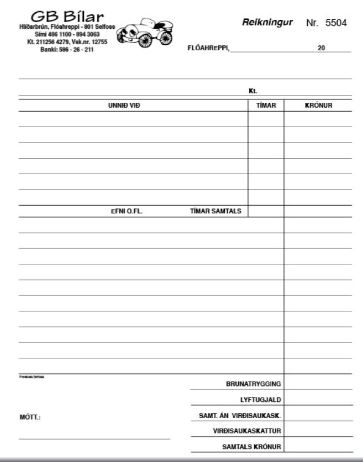 GB Bílar
Reikningur Nr. 5504
Hlíðarbrún, Flóahreppi - 801 Selfoss
Sími 486 1100 - 894 3063
Kt. 211256 4279, Vsk.nr. 12755
Banki: 586 - 26 - 211
FLÓAHREPPI, 20
Kt.
UNNIÐ VIÐ TÍMAR KRÓNUR
EFNI O.FL. TÍMAR SAMTALS
BRUNATRYGGING
LYFTUGJALD
MÓTT.: SAMT. ÁN VIRÐISAUKASK.
VIRÐISAUKASKATTUR
SAMTALS KRÓNUR